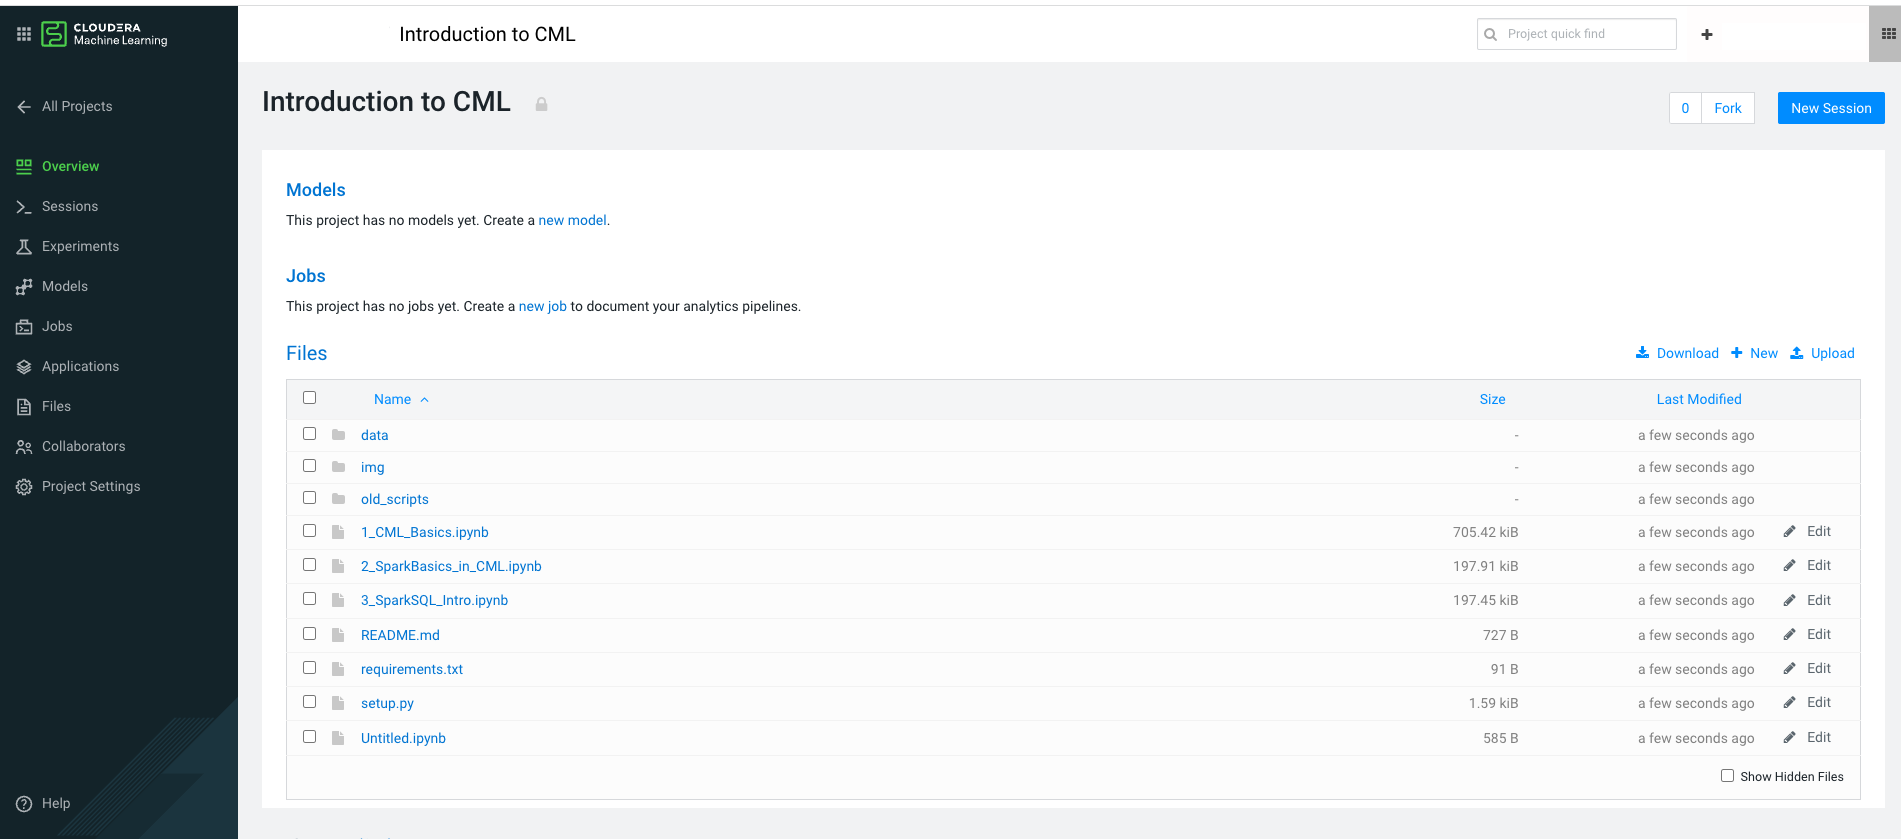 CLOUDERA
Machine Learning
Introduction to CML
Project quick find
All Projects
Overview
Sessions
Experiments
Models
Jobs
Applications
Files
Collaborators
Project Settings
Help
Introduction to CML
0 Fork New Session
Models
This project has no models yet. Create a new model.
Jobs
This project has no jobs yet. Create a new job to document your analytics pipelines.
Files Download New Upload
Name Size Last Modified
data - a few seconds ago
img - a few seconds ago
old_scripts - a few seconds ago
1_CML_Basics.ipynb 705.42 kiB a few seconds ago Edit
2_SparkBasics_in_CML.ipynb 197.91 kiB a few seconds ago Edit
3_SparkSQL_Intro.ipynb 197.45 kiB a few seconds ago Edit
README.md 727 B a few seconds ago Edit
requirements.txt 91 B a few seconds ago Edit
setup.py 1.59 kiB a few seconds ago Edit
Untitled.ipynb 585 B a few seconds ago Edit
Show Hidden Files